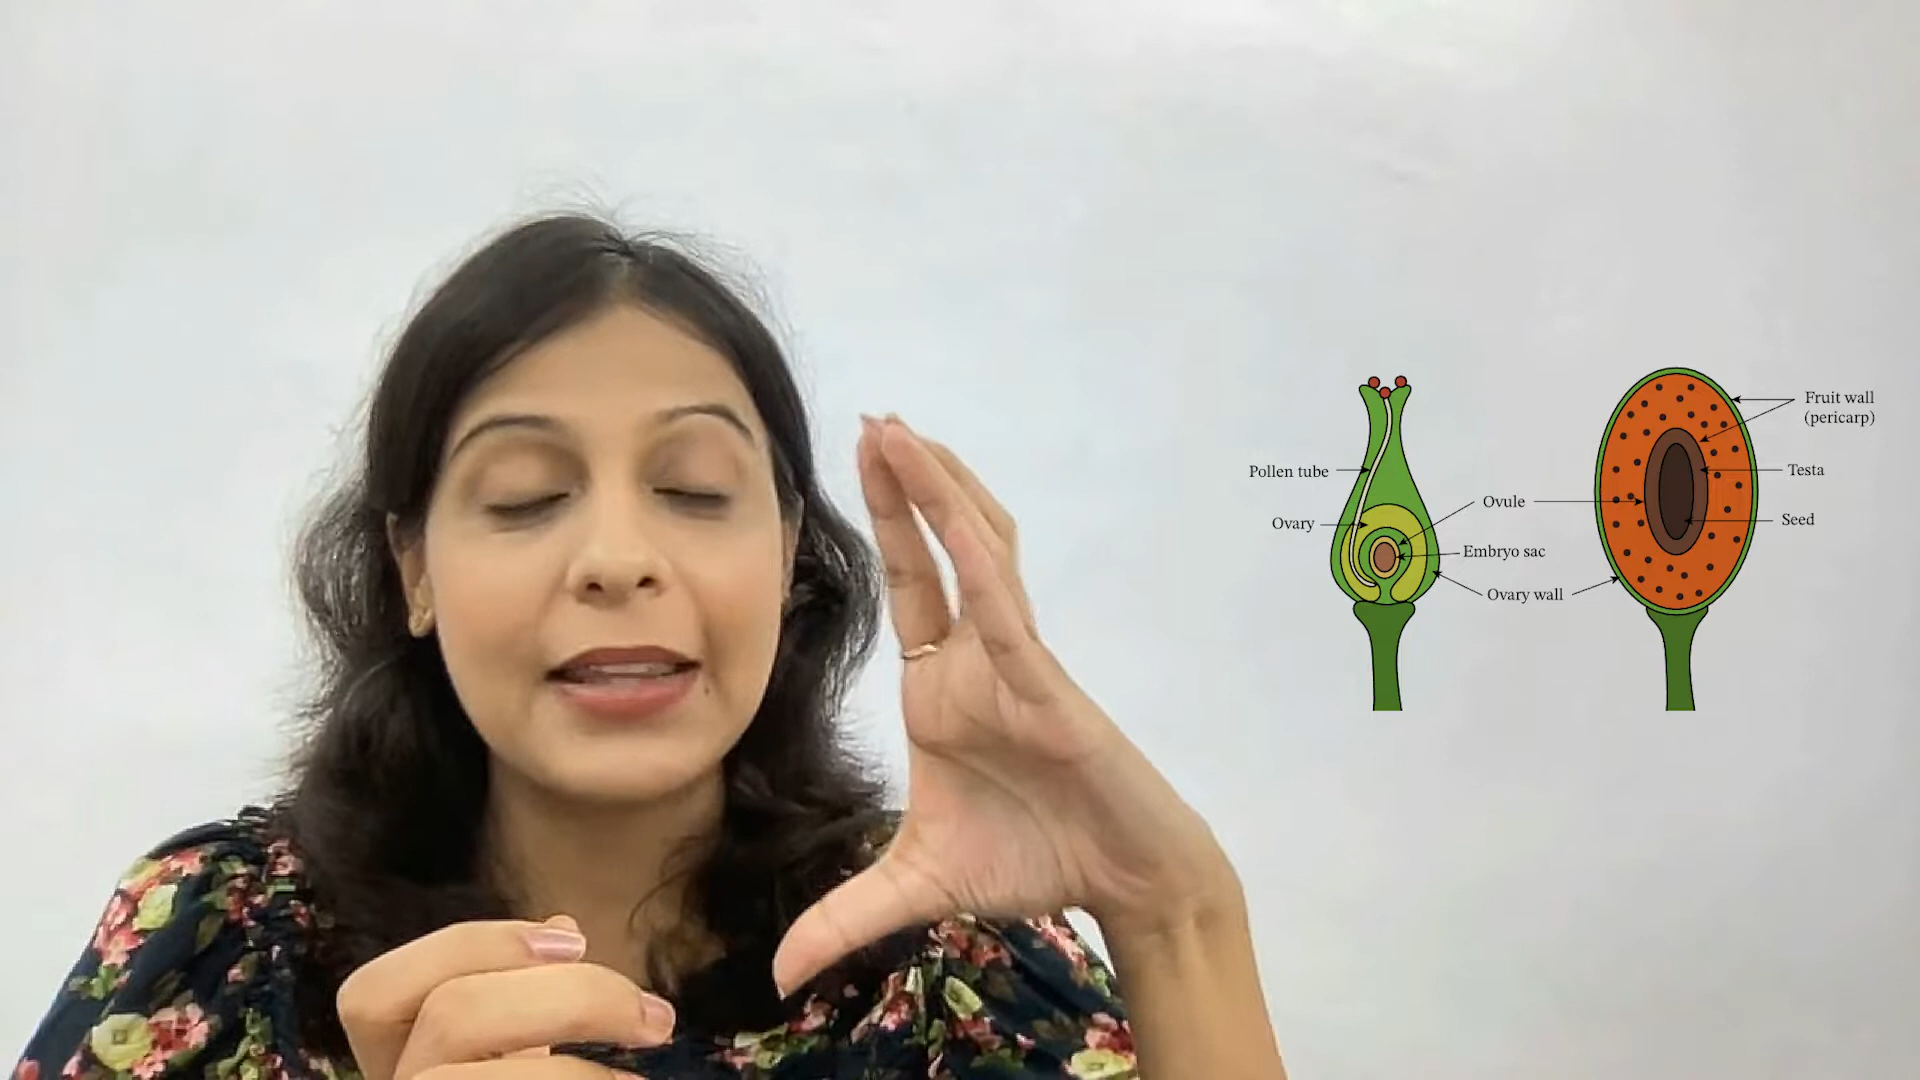 Fruit wall
(pericarp)
Pollen tube
Testa
Ovule
Ovary
Seed
Embryo sac
Ovary wall